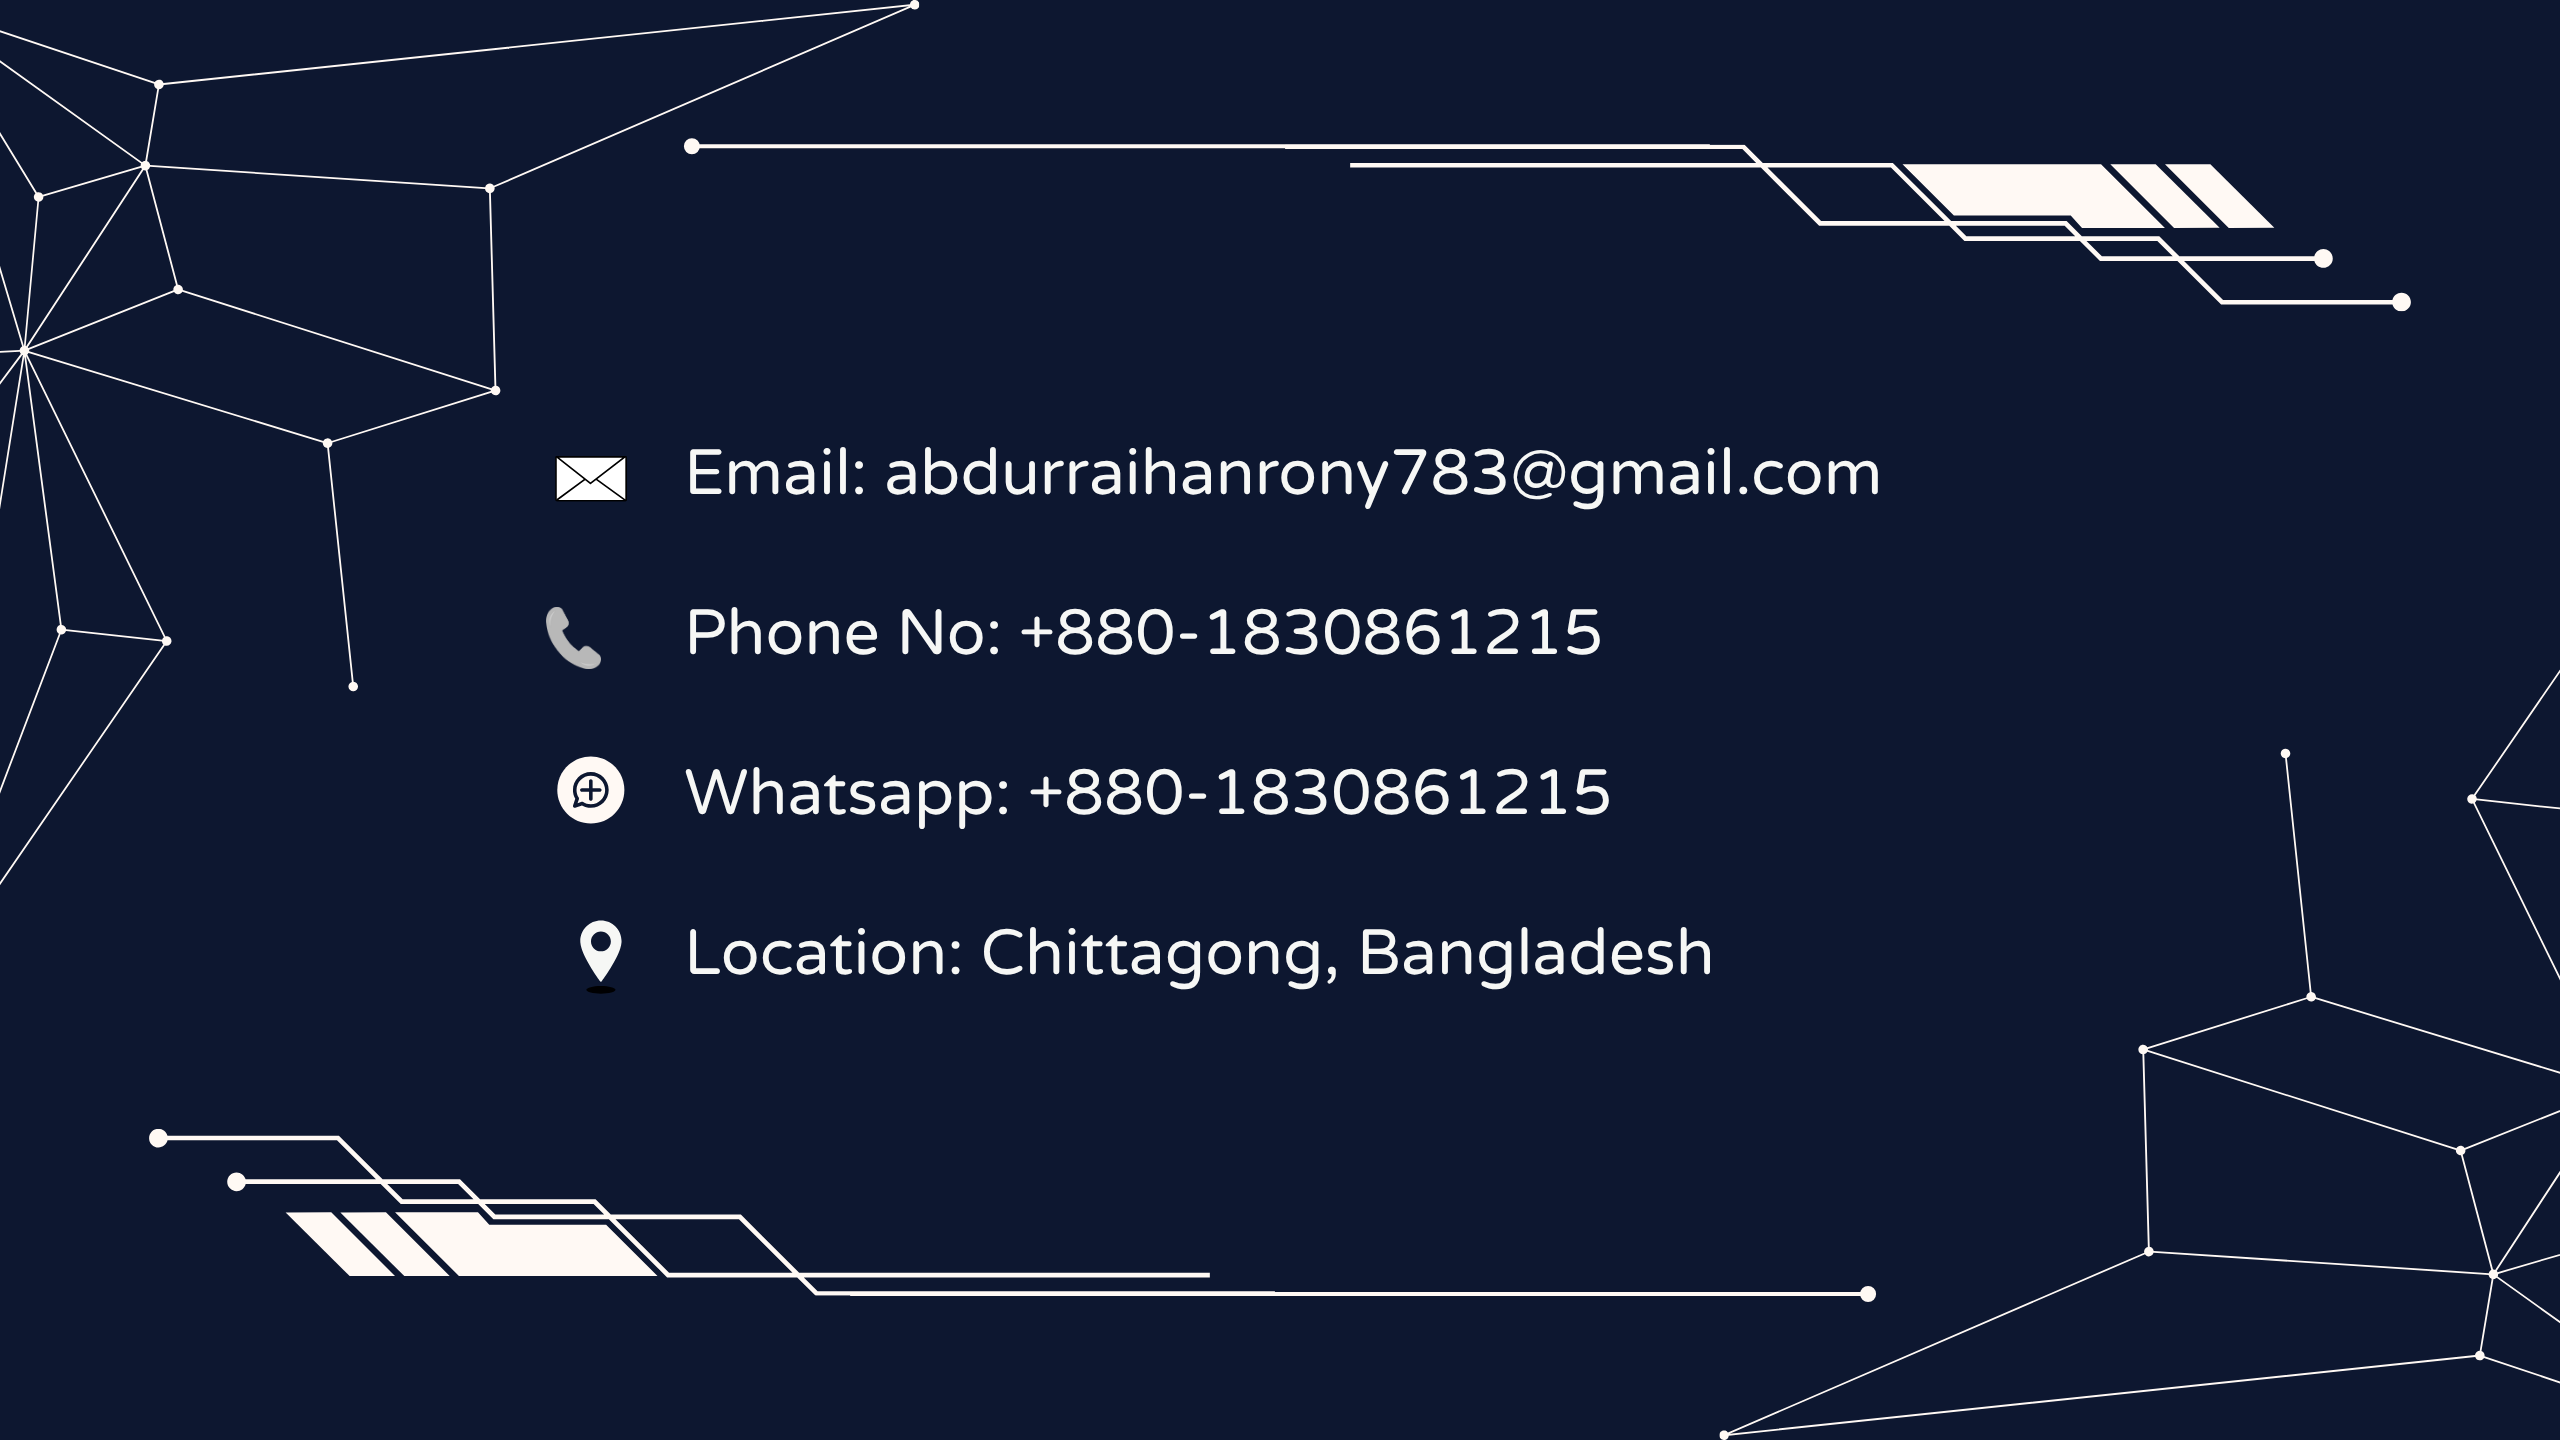 Email: abdurraihanrony783@gmail.com
Phone No: +880-1830861215
Whatsapp: +880-1830861215
Location: Chittagong, Bangladesh